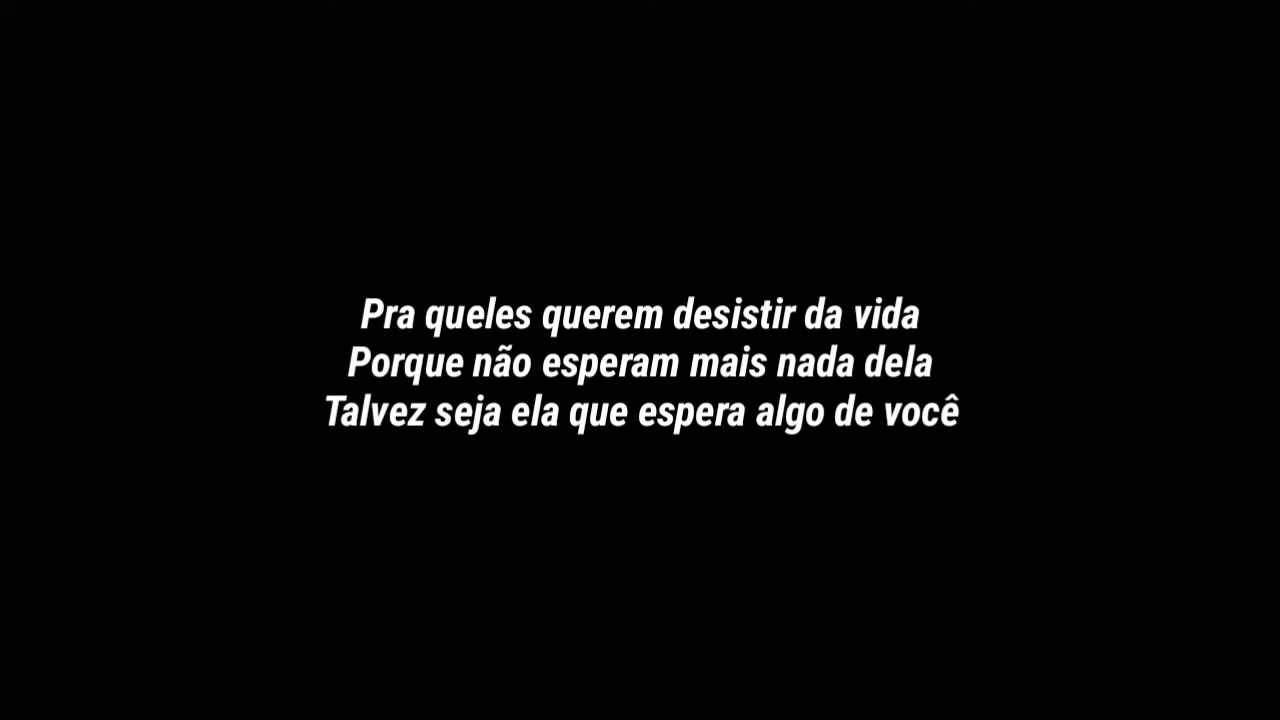 Pra queles querem desistir da vida
Porque não esperam mais nada dela
Talvez seja ela que espera algo de você